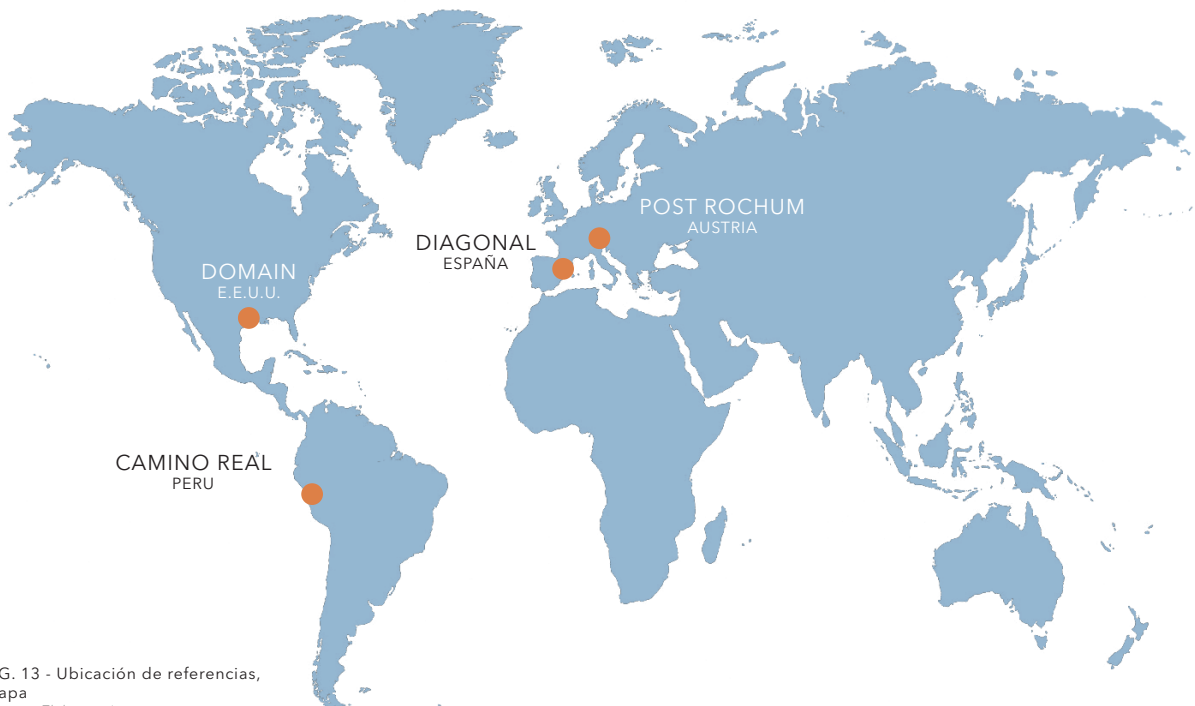 POST ROCHUM
AUSTRIA
DIAGONAL
ESPAÑA
DOMAIN
E.E.U.U.
CAMINO REAL
PERU
G. 13 - Ubicación de referencias,
apa